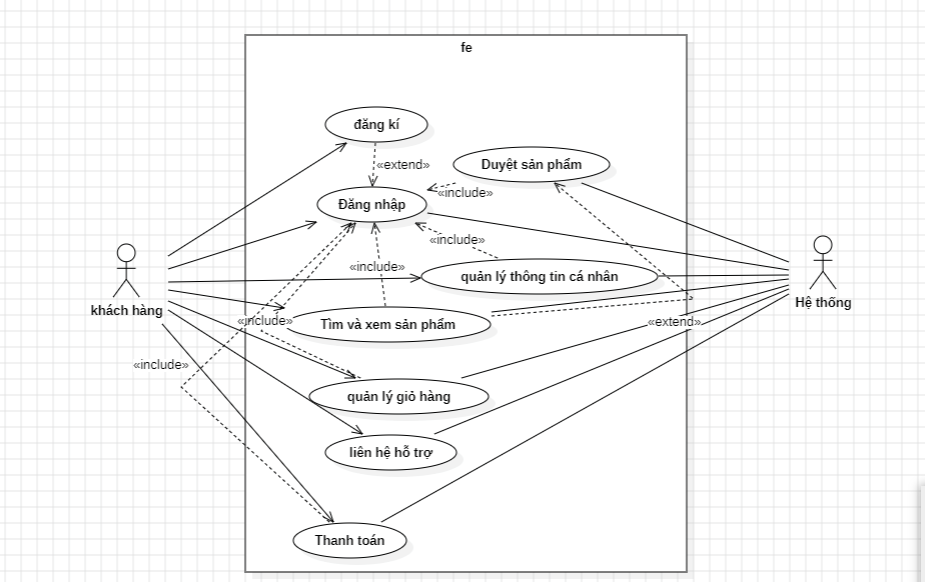 fe
đăng kí
«extend»
Duyệt sản phẩm
«include»
Đăng nhập
«include»
«include»
quản lý thông tin cá nhân
khách hàng
Hệ thống
«include»
Tìm và xem sản phẩm
«extend»
«include»
quản lý giỏ hàng
liên hệ hỗ trợ
Thanh toán